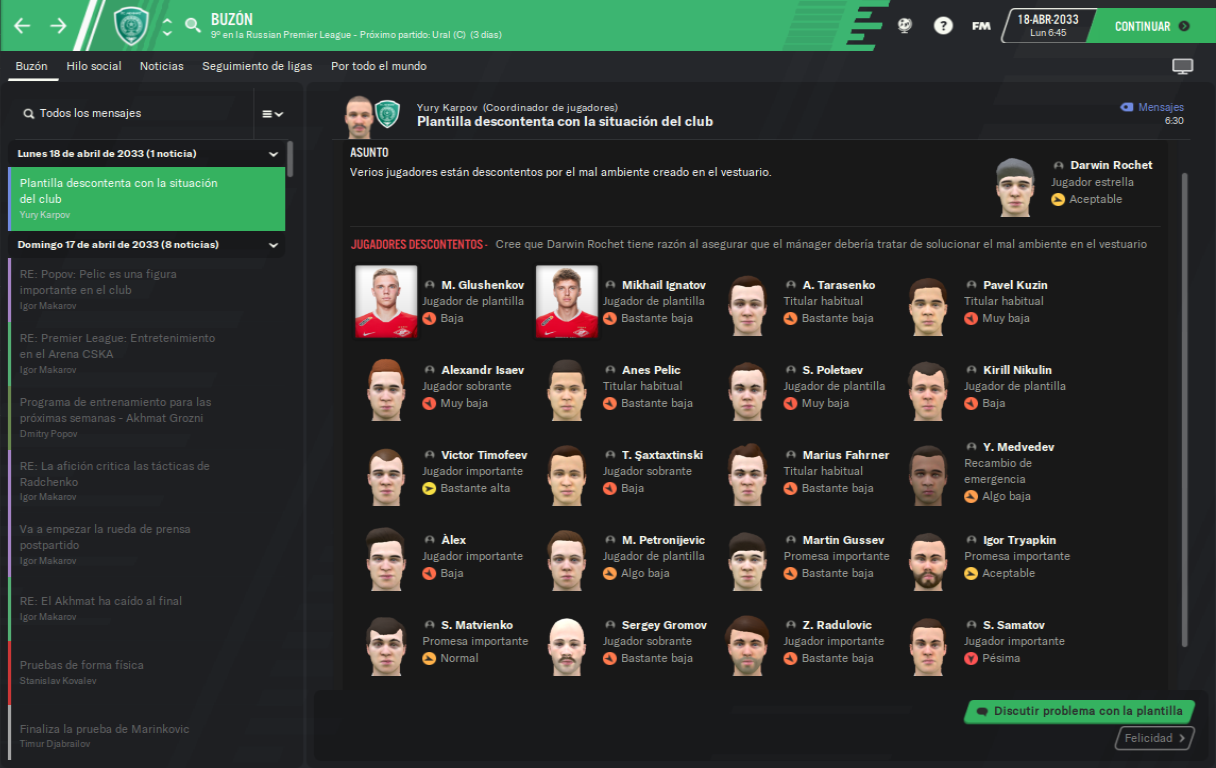 BUZÓN
9º en la Russian Premier League - Próximo partido: Ural (C) (3 días)
?
FM
18-ABR-2033
Lun 6:45
CONTINUAR
Buzón
Hilo social
Noticias
Seguimiento de ligas
Por todo el mundo
Todos los mensajes
Lunes 18 de abril de 2033 (1 noticia)
Plantilla descontenta con la situación
del club
Yury Karpov
Domingo 17 de abril de 2033 (8 noticias)
RE: Popov: Pelic es una figura
importante en el club
Igor Makarov
RE: Premier League: Entretenimiento
en el Arena CSKA
Igor Makarov
Programa de entrenamiento para las
próximas semanas - Akhmat Grozni
Dmitry Popov
RE: La afición critica las tácticas de
Radchenko
Igor Makarov
Va a empezar la rueda de prensa
postpartido
Igor Makarov
RE: El Akhmat ha caído al final
Igor Makarov
Pruebas de forma física
Stanislav Kovalev
Finaliza la prueba de Marinkovic
Timur Djabrailov
Yury Karpov (Coordinador de jugadores)
Plantilla descontenta con la situación del club
Mensajes
6:30
ASUNTO
Verios jugadores están descontentos por el mal ambiente creado en el vestuario.
Darwin Rochet
Jugador estrella
Aceptable
JUGADORES DESCONTENTOS - Cree que Darwin Rochet tiene razón al asegurar que el mánager debería tratar de solucionar el mal ambiente en el vestuario
M. Glushenkov
Jugador de plantilla
Baja
Mikhail Ignatov
Jugador de plantilla
Bastante baja
A. Tarasenko
Titular habitual
Bastante baja
Pavel Kuzin
Titular habitual
Muy baja
Alexandr Isaev
Jugador sobrante
Muy baja
Anes Pelic
Titular habitual
Bastante baja
S. Poletaev
Jugador de plantilla
Muy baja
Kirill Nikulin
Jugador de plantilla
Baja
Victor Timofeev
Jugador importante
Bastante alta
T. Şaxtaxtinski
Jugador sobrante
Baja
Marius Fahrner
Titular habitual
Bastante baja
Y. Medvedev
Recambio de
emergencia
Algo baja
Àlex
Jugador importante
Baja
M. Petronijevic
Jugador de plantilla
Algo baja
Martin Gussev
Promesa importante
Bastante baja
Igor Tryapkin
Promesa importante
Aceptable
S. Matvienko
Promesa importante
Normal
Sergey Gromov
Jugador sobrante
Bastante baja
Z. Radulovic
Jugador importante
Bastante baja
S. Samatov
Jugador importante
Pésima
Discutir problema con la plantilla
Felicidad